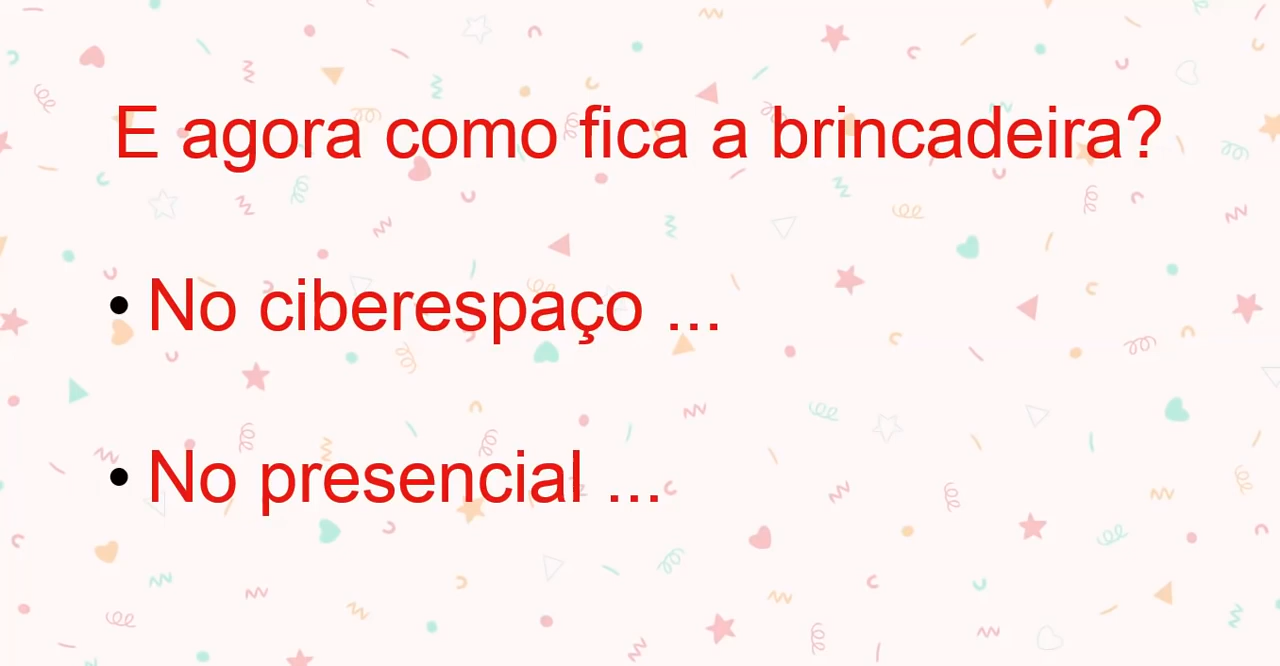 E agora como fica a brincadeira?
• No ciberespaço ...
• No presencial ...